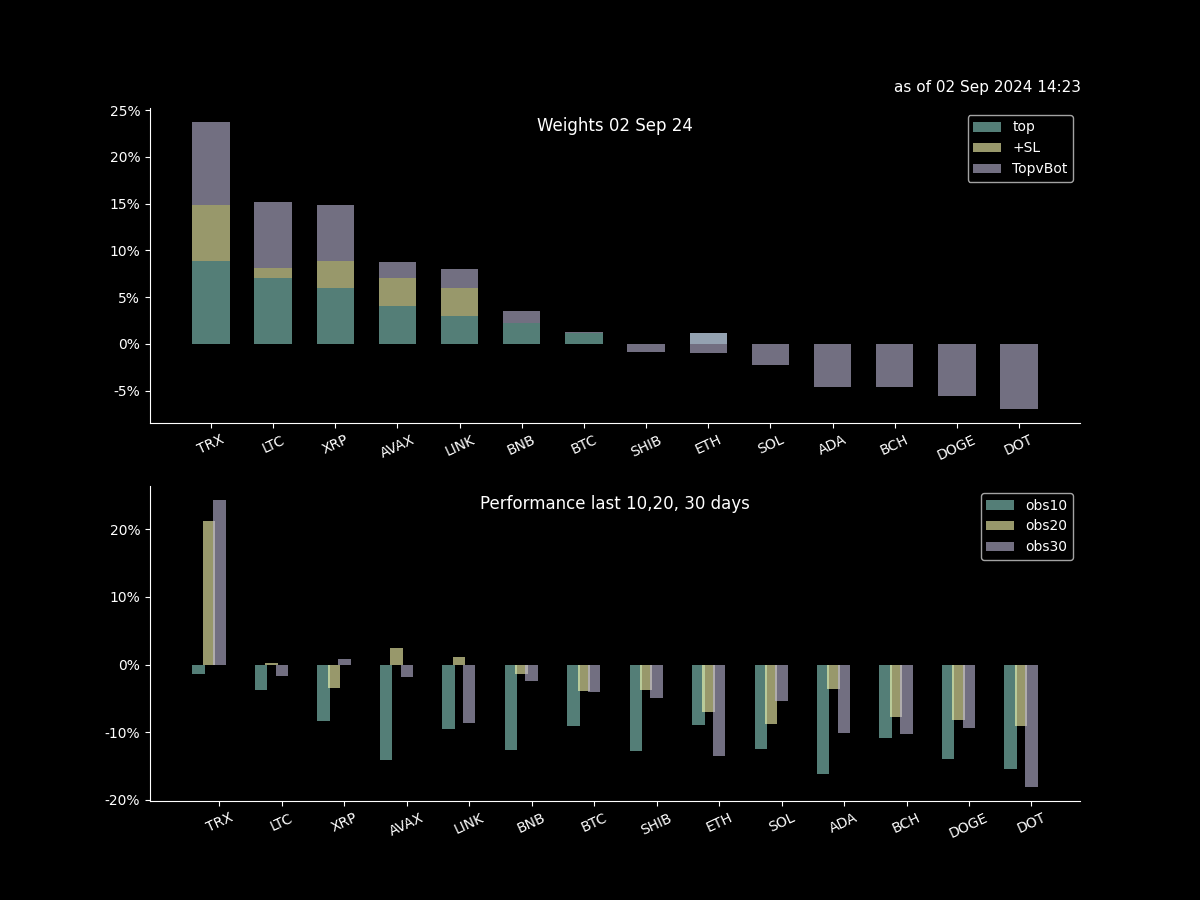 as of 02 Sep 2024 14:23
Weights 02 Sep 24
top
+SL
TopvBot
25%
20%
15%
10%
5%
0%
-5%
TRX LTC XRP AVAX LINK BNB BTC SHIB ETH SOL ADA BCH DOGE DOT
Performance last 10,20, 30 days
obs10
obs20
obs30
20%
10%
0%
-10%
-20%
TRX LTC XRP AVAX LINK BNB BTC SHIB ETH SOL ADA BCH DOGE DOT